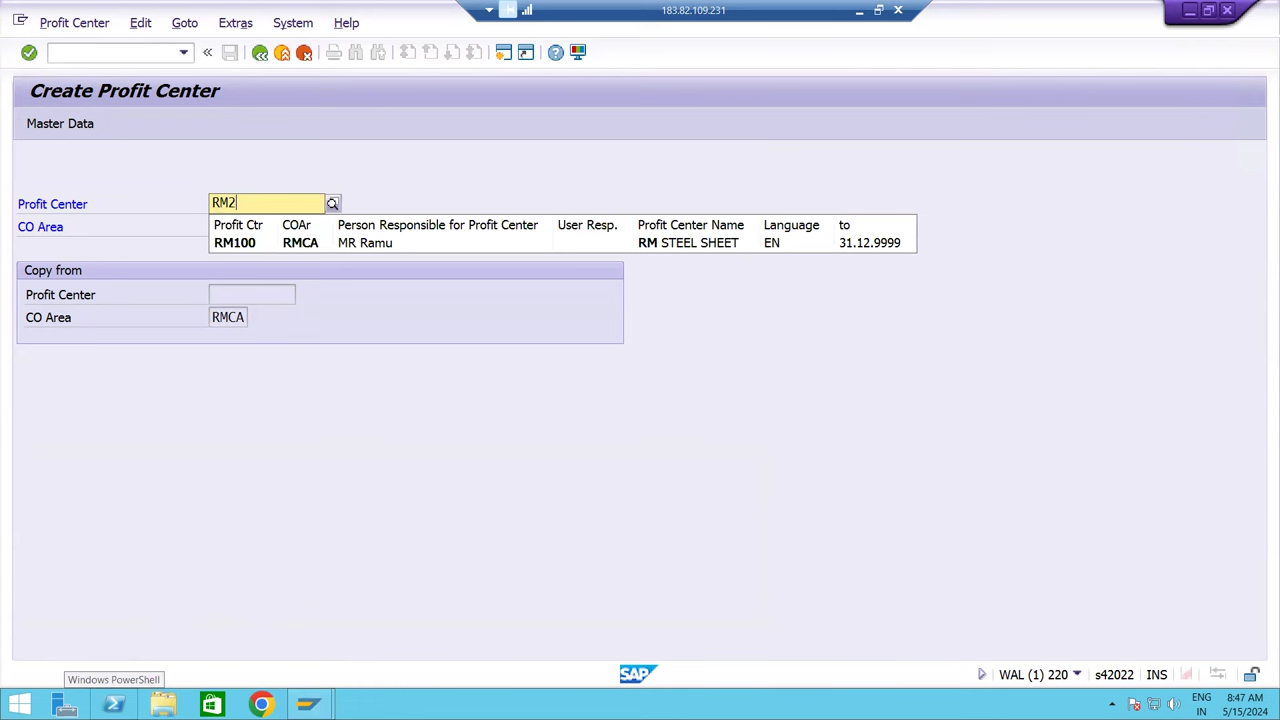 183.82.109.231
Profit Center Edit Goto Extras System Help
Create Profit Center
Master Data
Profit Center RM2
CO Area
Profit Ctr COAr Person Responsible for Profit Center User Resp. Profit Center Name Language to
RM100 RMCA MR Ramu RM STEEL SHEET EN 31.12.9999
Copy from
Profit Center
CO Area RMCA
SAP WAL (1) 220 s42022 INS
Windows PowerShell
ENG 8:47 AM
IN 5/15/2024